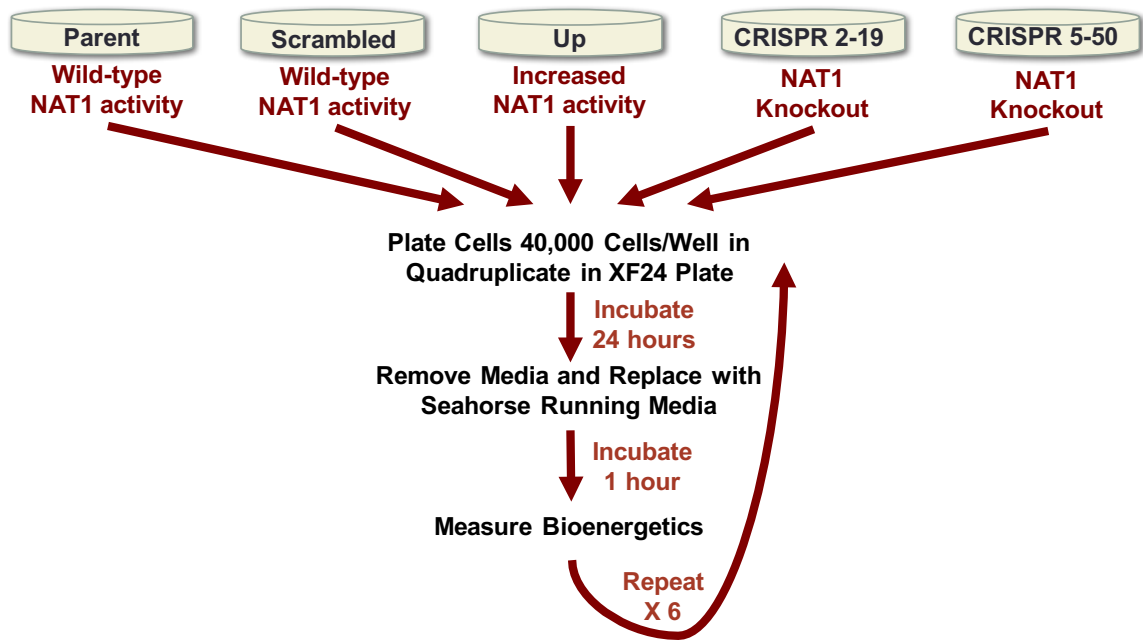 Parent
Scrambled
Up
CRISPR 2-19
CRISPR 5-50
Wild-type
NAT1 activity
Wild-type
NAT1 activity
Increased
NAT1 activity
NAT1
Knockout
NAT1
Knockout
Plate Cells 40,000 Cells/Well in
Quadruplicate in XF24 Plate
Incubate
24 hours
Remove Media and Replace with
Seahorse Running Media
Incubate
1 hour
Measure Bioenergetics
Repeat
X 6